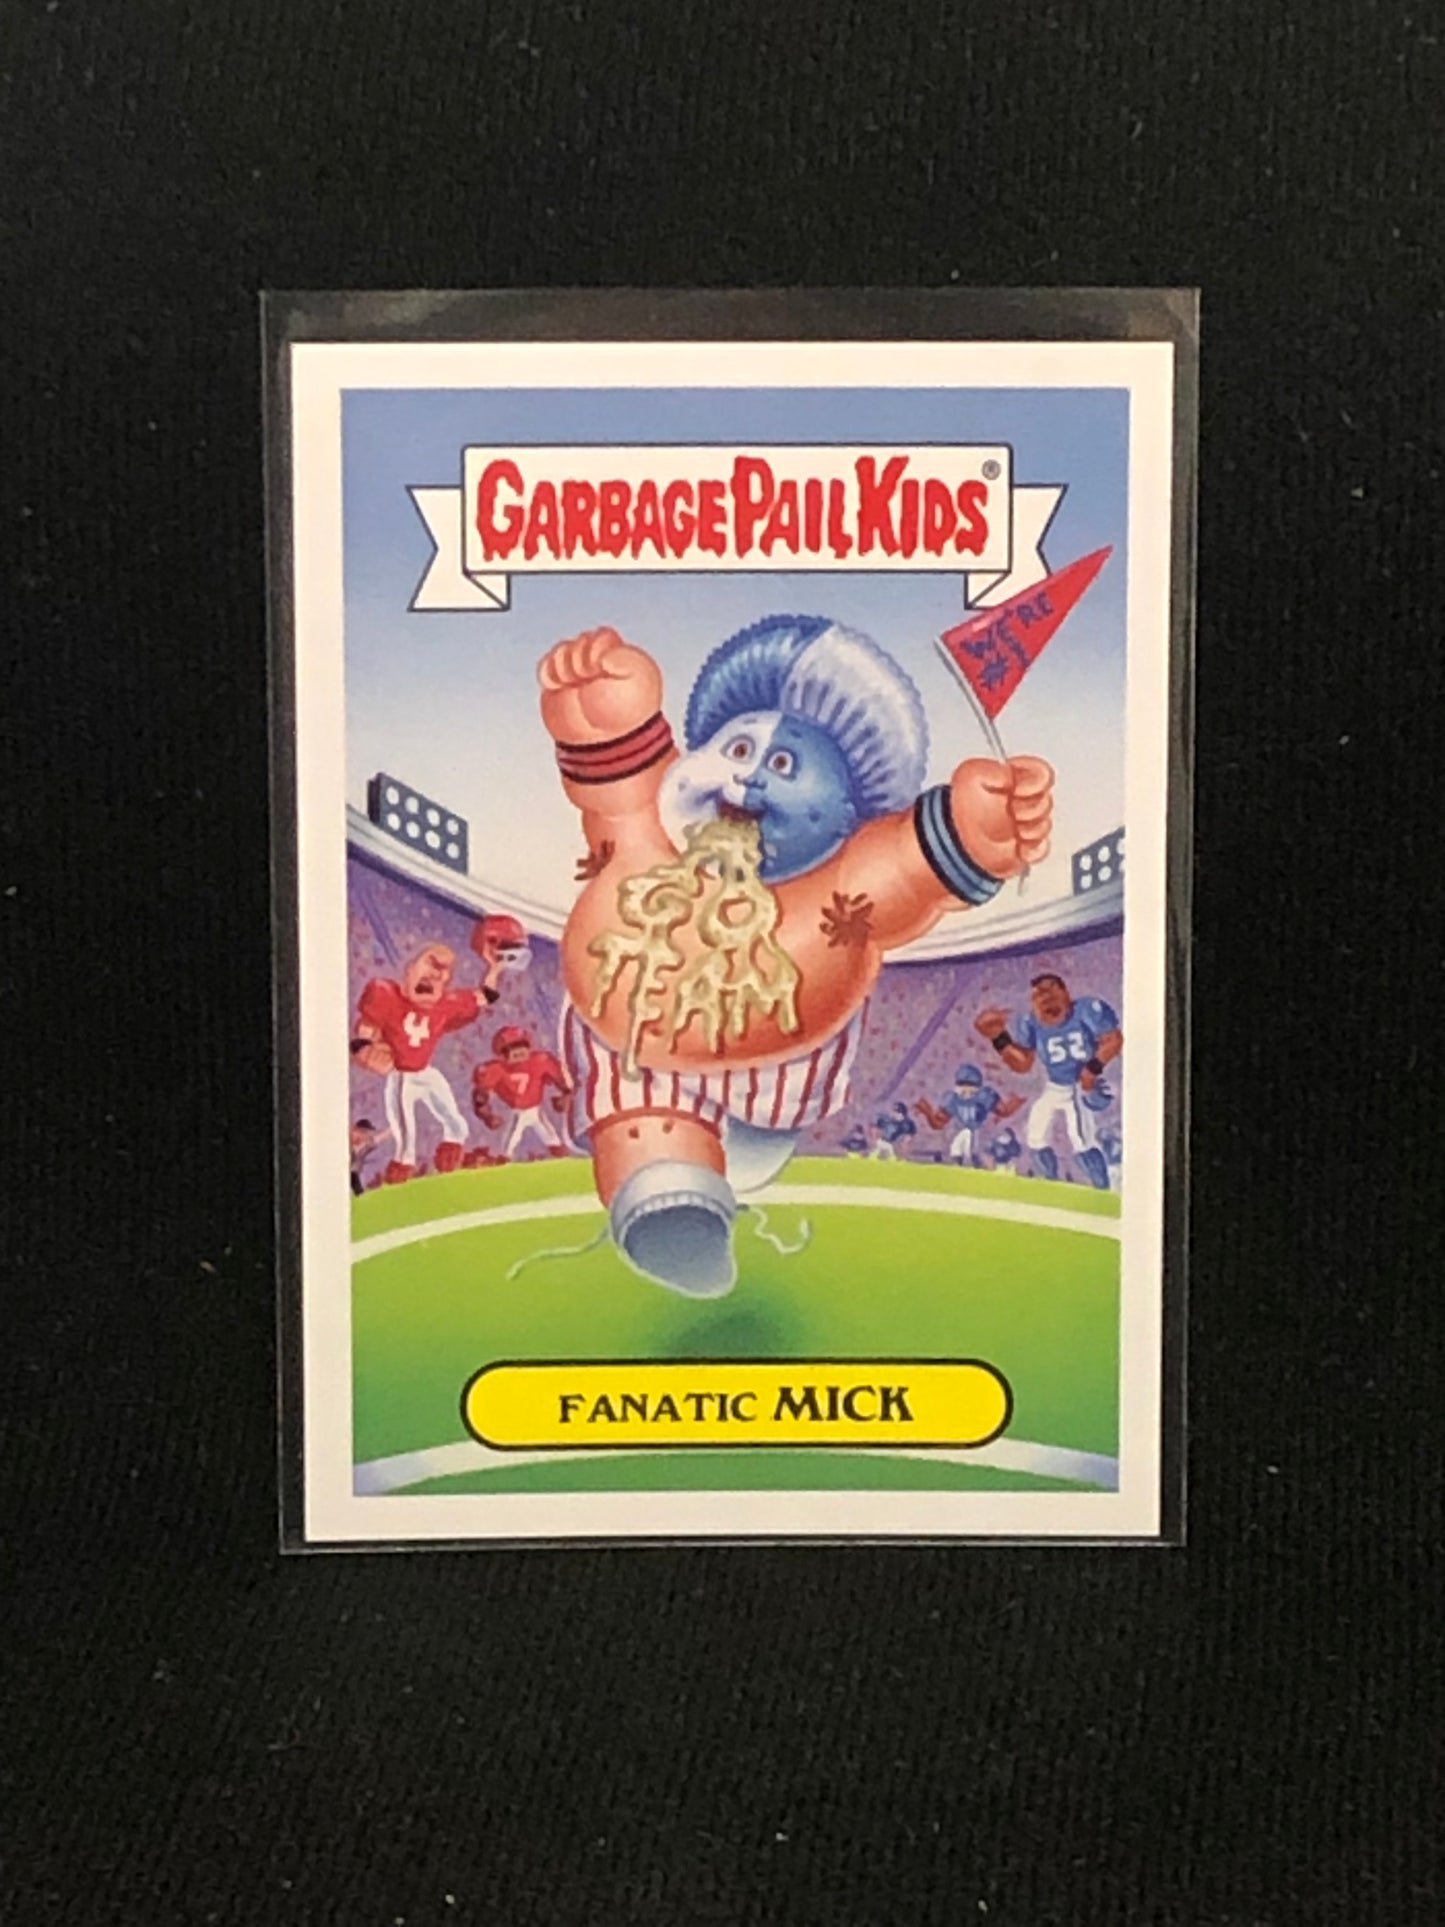 GARBAGE PAIL KIDS®
WE'RE
#1
GO
TEAM
4
7
52
FANATIC MICK